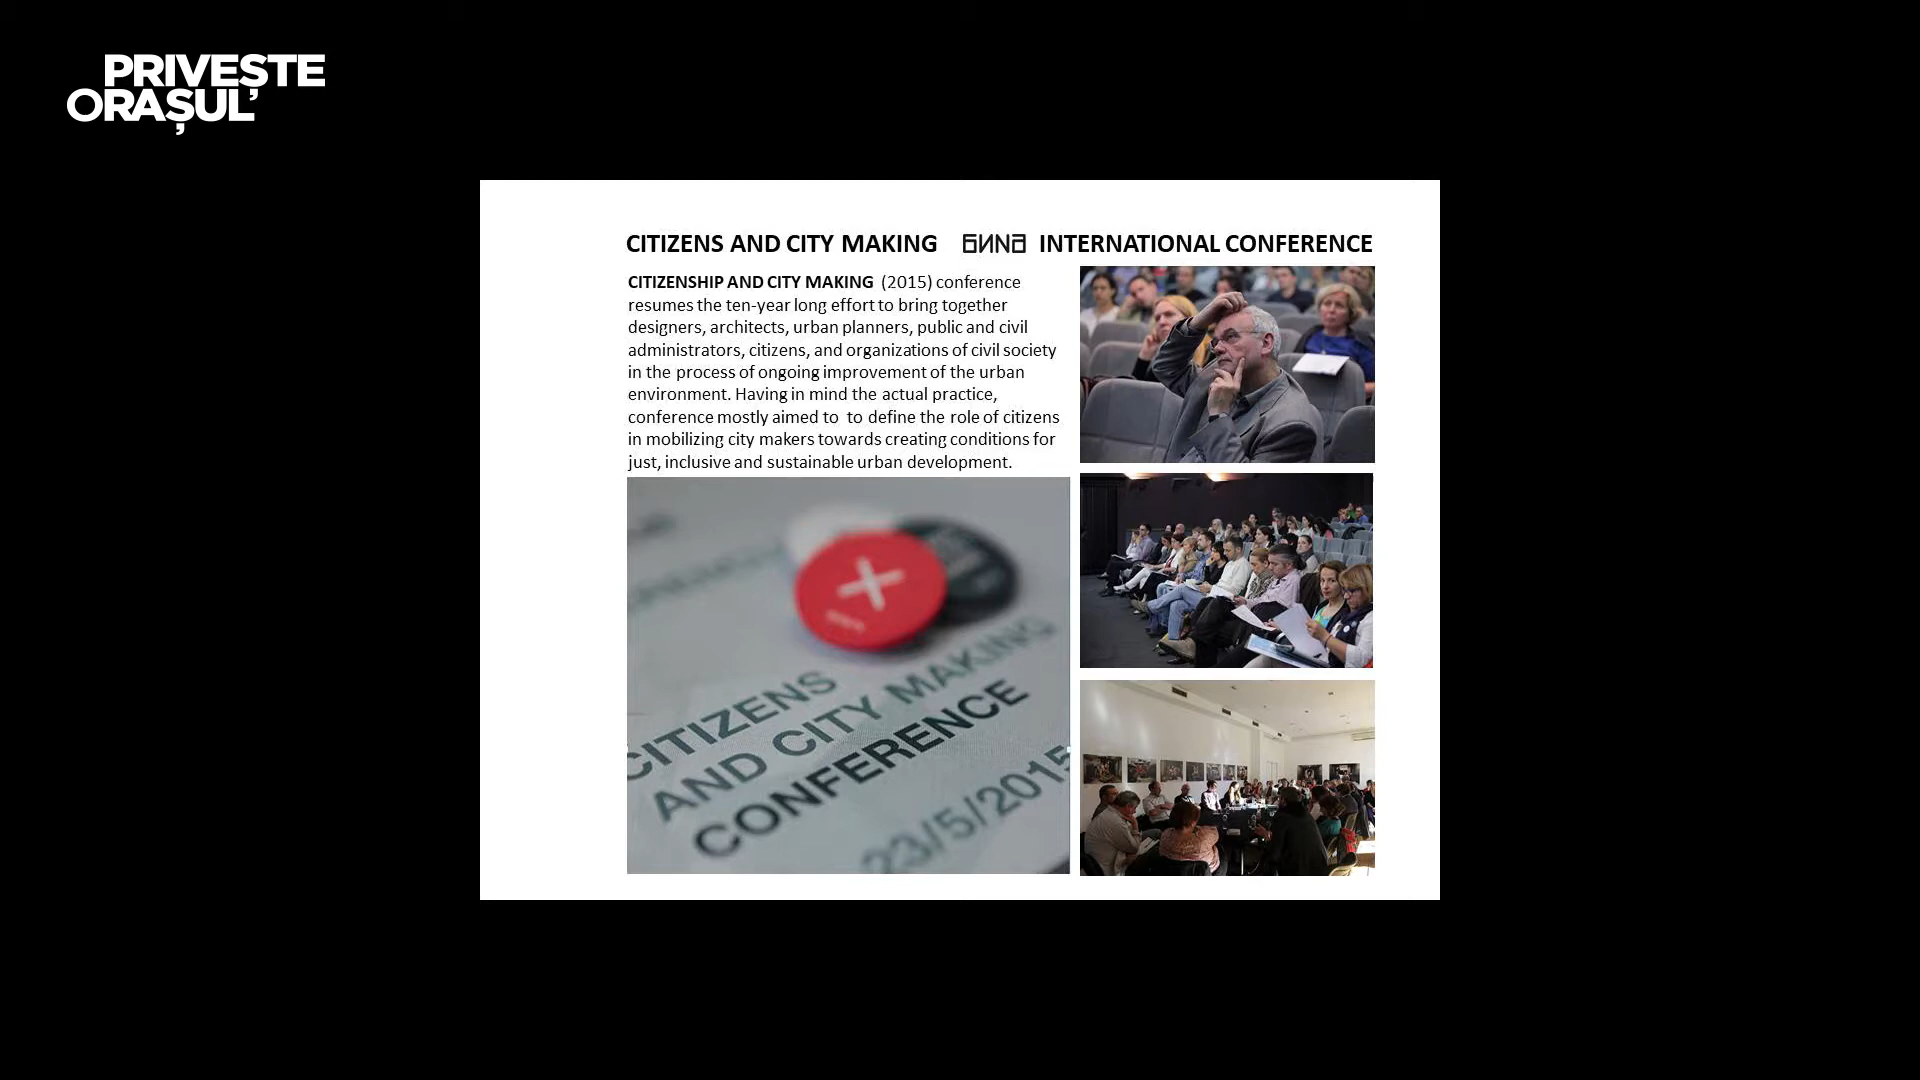 PRIVEȘTE
ORAȘUL
CITIZENS AND CITY MAKING БИNА INTERNATIONAL CONFERENCE
CITIZENSHIP AND CITY MAKING (2015) conference
resumes the ten-year long effort to bring together
designers, architects, urban planners, public and civil
administrators, citizens, and organizations of civil society
in the process of ongoing improvement of the urban
environment. Having in mind the actual practice,
conference mostly aimed to to define the role of citizens
in mobilizing city makers towards creating conditions for
just, inclusive and sustainable urban development.
CITIZENS
AND CITY MAKING
CONFERENCE
23/5/2015